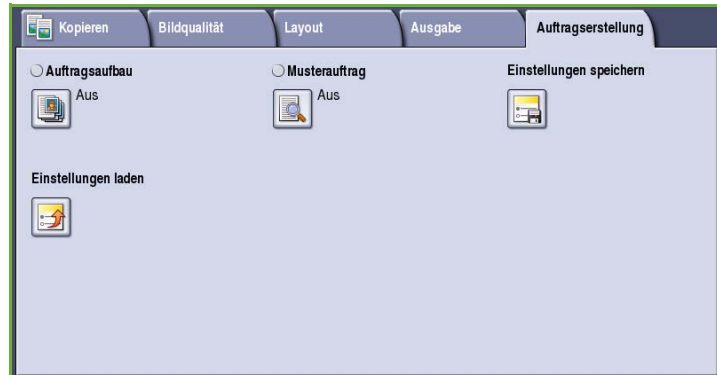 Kopieren
Bildqualität
Layout
Ausgabe
Auftragserstellung
Auftragsaufbau
Aus
Musterauftrag
Aus
Einstellungen speichern
Einstellungen laden